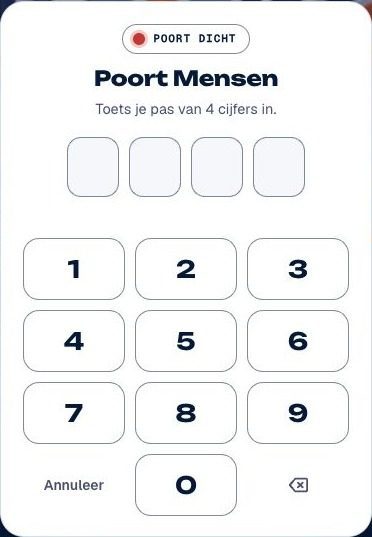 POORT DICHT
Poort Mensen
Toets je pas van 4 cijfers in.
1 2 3
4 5 6
7 8 9
Annuleer 0